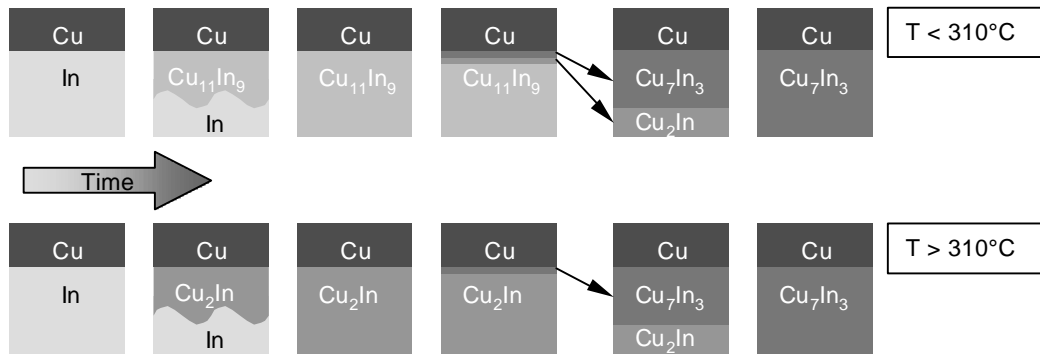 Cu Cu Cu Cu Cu Cu T < 310°C
In Cu₁₁In₉ Cu₁₁In₉ Cu₁₁In₉ Cu₇In₃ Cu₇In₃
In Cu₂In
Time
Cu Cu Cu Cu Cu Cu T > 310°C
In Cu₂In Cu₂In Cu₂In Cu₇In₃ Cu₇In₃
In Cu₂In